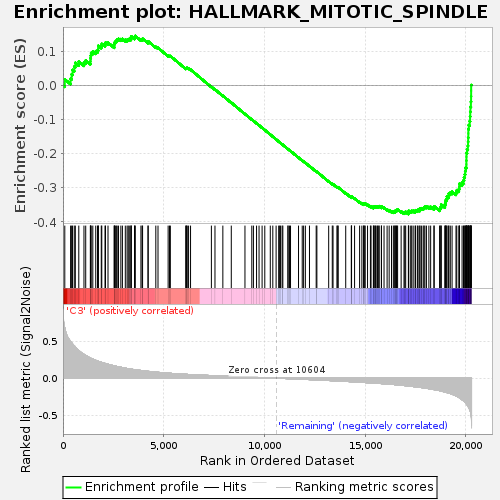 Enrichment plot: HALLMARK_MITOTIC_SPINDLE
Enrichment score (ES)
0.1
0.0
-0.1
-0.2
-0.3
-0.4
'C3' (positively correlated)
Ranked list metric (Signal2Noise)
0.5
0.0
-0.5
Zero cross at 10604
'Remaining' (negatively correlated)
0
5,000
10,000
15,000
20,000
Rank in Ordered Dataset
Enrichment profile
Hits
Ranking metric scores